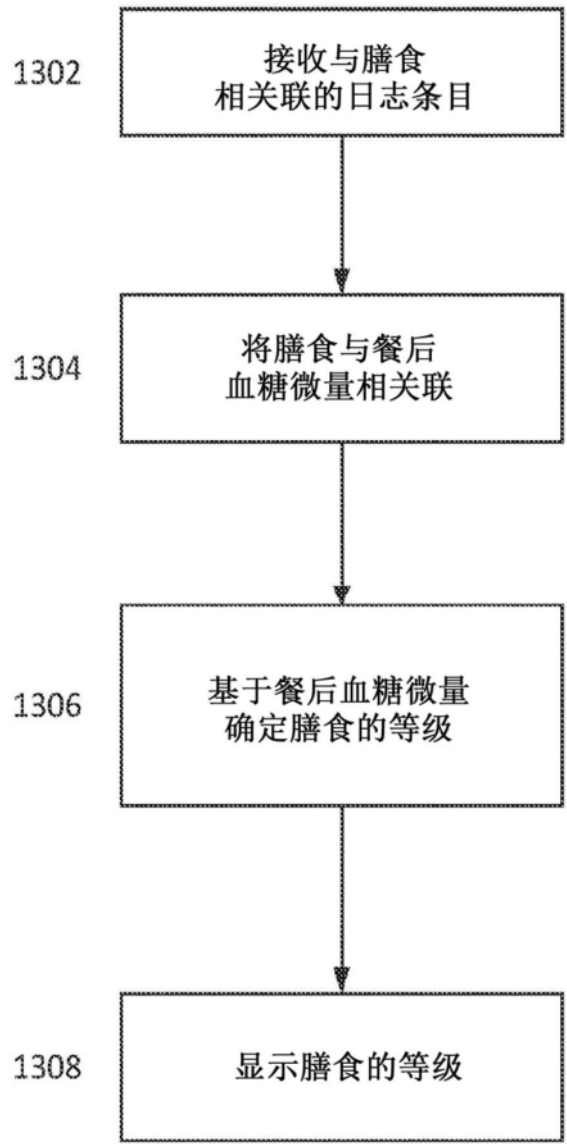 1302
接收与膳食
相关联的日志条目
1304
将膳食与餐后
血糖微量相关联
1306
基于餐后血糖微量
确定膳食的等级
1308
显示膳食的等级